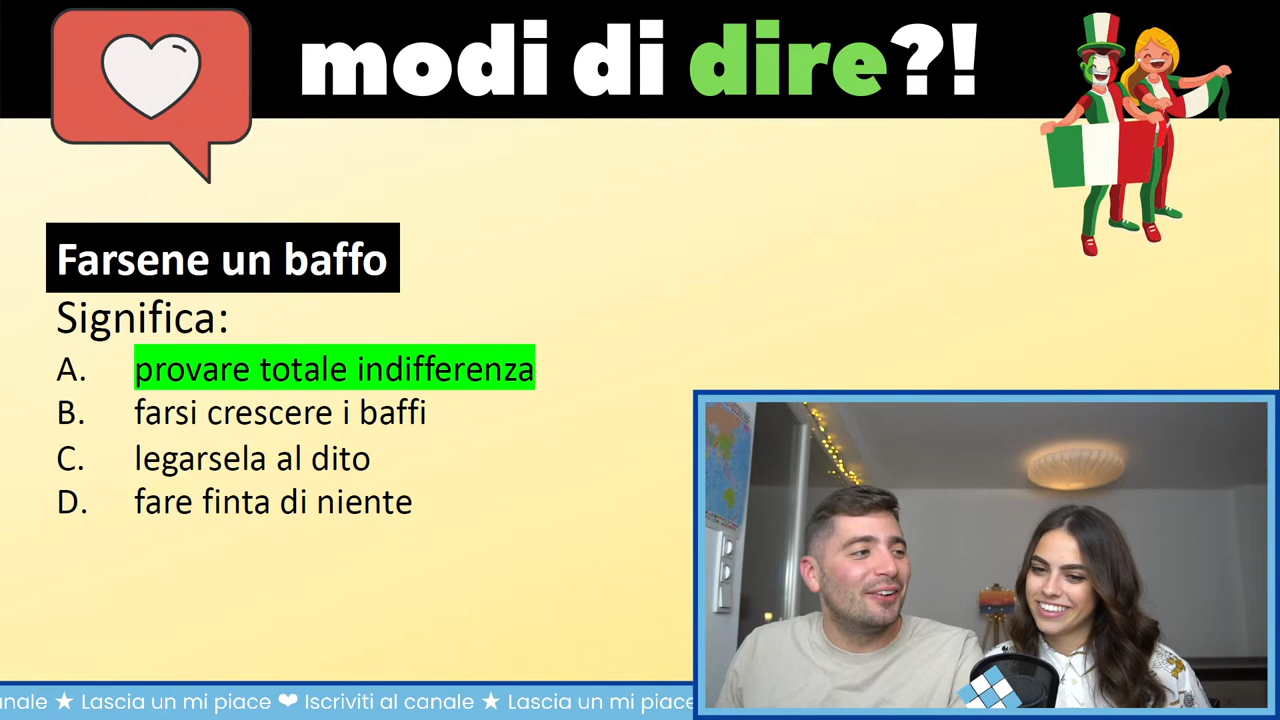 modi di dire?!
Farsene un baffo
Significa:
A. provare totale indifferenza
B. farsi crescere i baffi
C. legarsela al dito
D. fare finta di niente
anale ★ Lascia un mi piace ❤ Iscriviti al canale ★ Lascia un mi piace